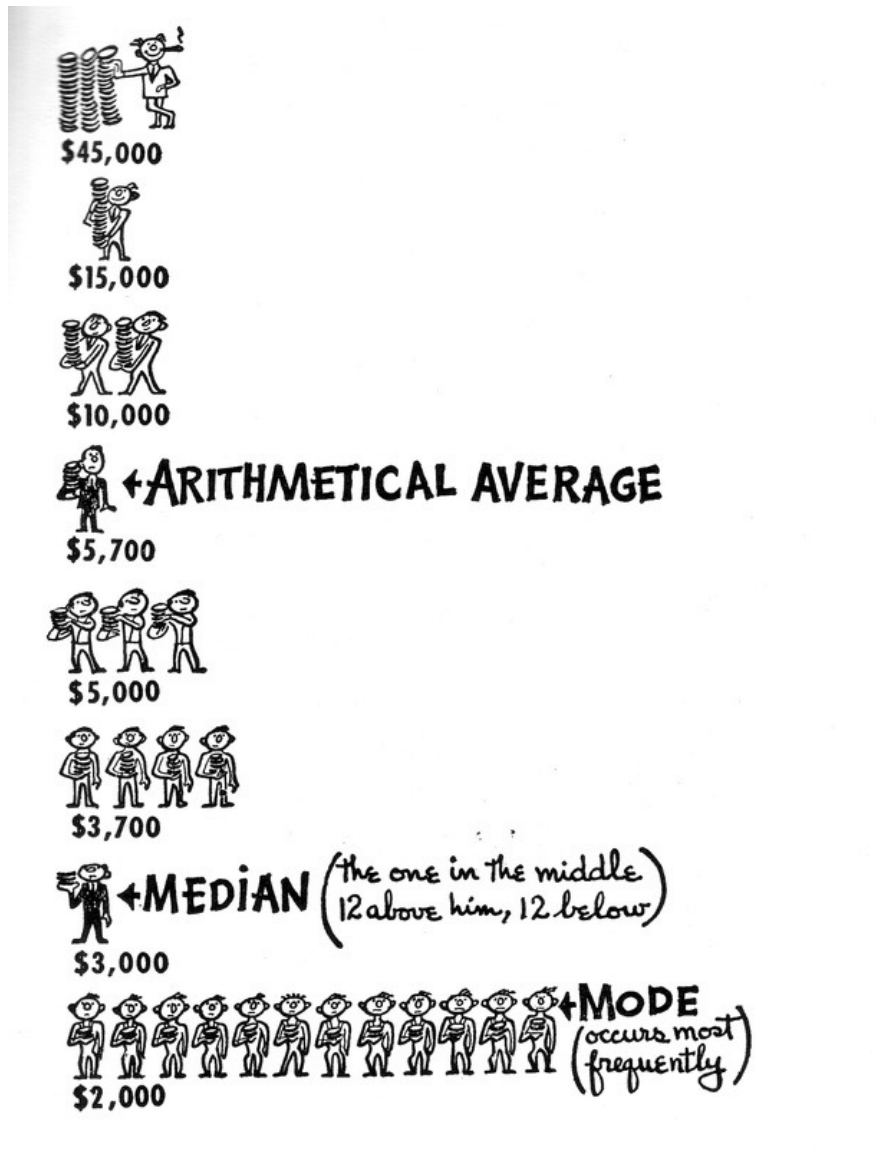 $45,000
$15,000
$10,000
ARITHMETICAL AVERAGE
$5,700
$5,000
$3,700
MEDIAN (the one in the middle
12 above him, 12 below)
$3,000
MODE
(occurs most
frequently)
$2,000